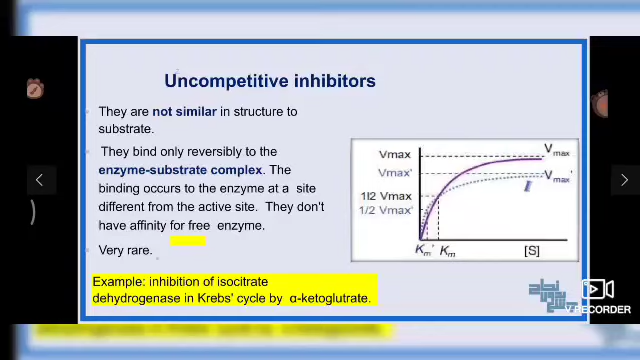 Uncompetitive inhibitors
They are not similar in structure to
substrate.
They bind only reversibly to the
enzyme-substrate complex. The
binding occurs to the enzyme at a site
different from the active site. They don't
have affinity for free enzyme.
Very rare.
Example: inhibition of isocitrate
dehydrogenase in Krebs' cycle by α-ketoglutrate.
Vmax
Vmax'
1I2 Vmax
1/2 Vmax'
Vmax
Vmax'
Km' Km [S]
V RECORDER